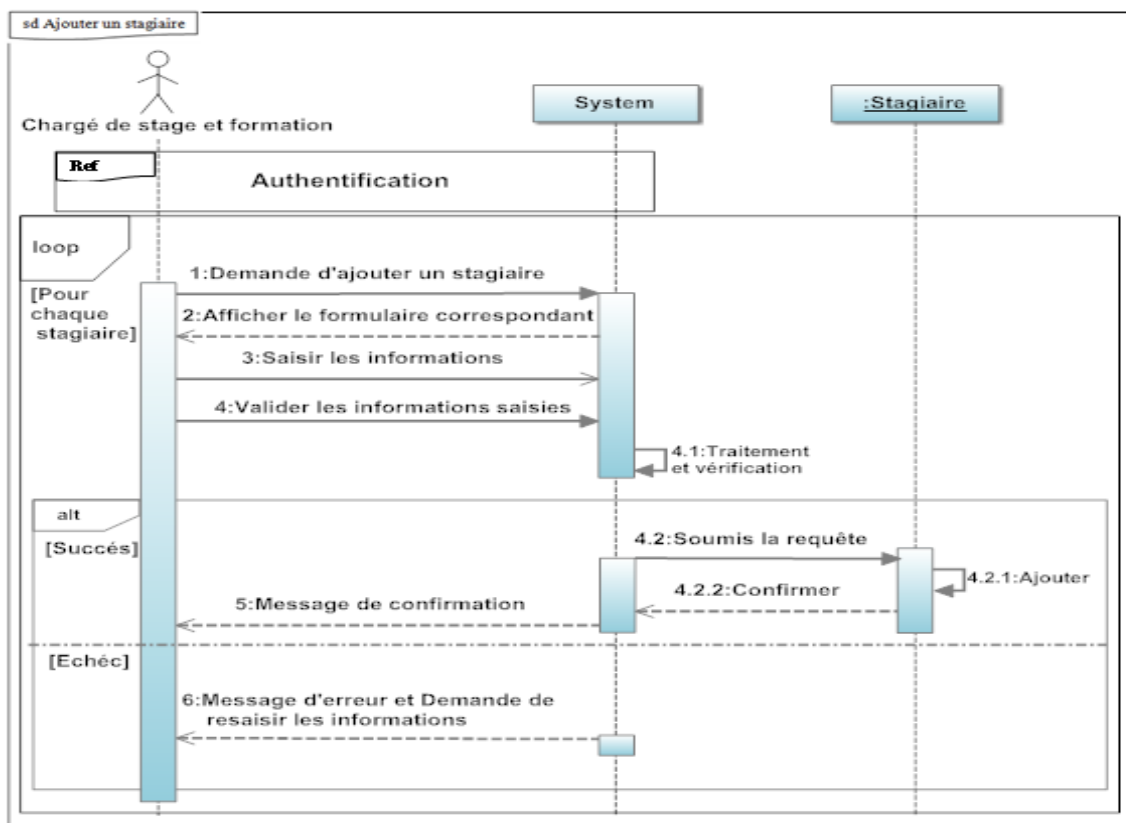 sd Ajouter un stagiaire
System
:Stagiaire
Chargé de stage et formation
Ref
Authentification
loop
[Pour
chaque
stagiaire]
1:Demande d'ajouter un stagiaire
2:Afficher le formulaire correspondant
3:Saisir les informations
4:Valider les informations saisies
4.1:Traitement
et vérification
alt
[Succés]
4.2:Soumis la requête
4.2.1:Ajouter
4.2.2:Confirmer
5:Message de confirmation
[Echéc]
6:Message d'erreur et Demande de
resaisir les informations